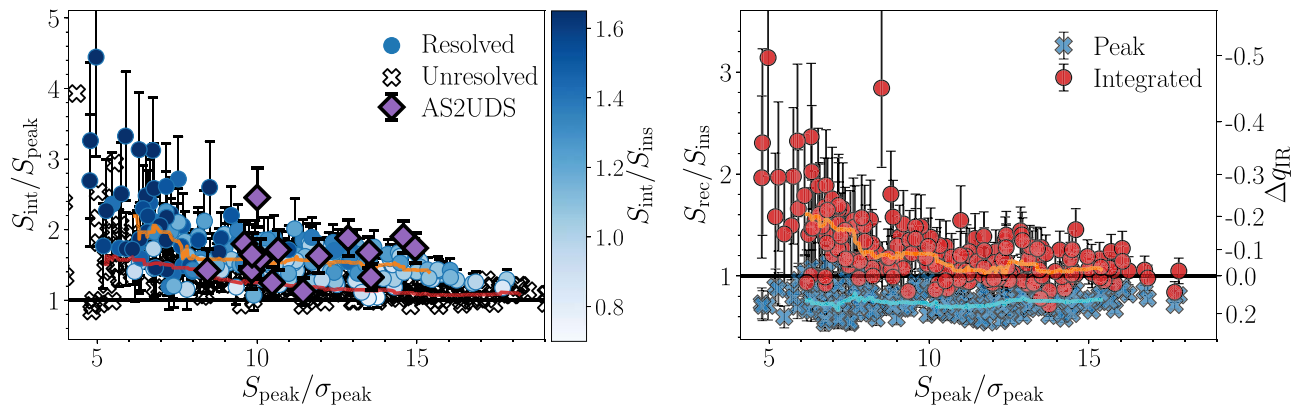 5
4
3
2
1
S_int/S_peak
Resolved
Unresolved
AS2UDS
5
10
15
S_peak/σ_peak
1.6
1.4
1.2
1.0
0.8
S_int/S_ins
3
2
1
S_rec/S_ins
Peak
Integrated
5
10
15
S_peak/σ_peak
-0.5
-0.4
-0.3
-0.2
-0.1
0.0
0.2
Δq_IR